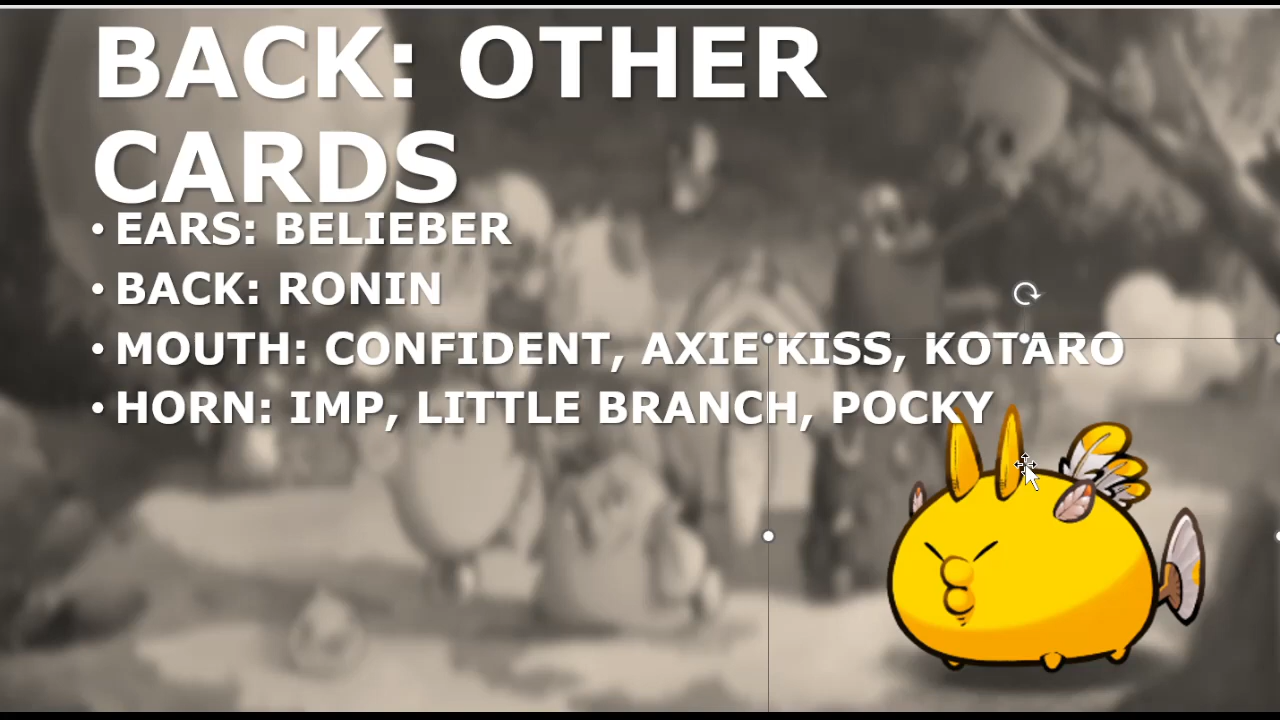 BACK: OTHER
CARDS
• EARS: BELIEBER
• BACK: RONIN
• MOUTH: CONFIDENT, AXIE KISS, KOTARO
• HORN: IMP, LITTLE BRANCH, POCKY